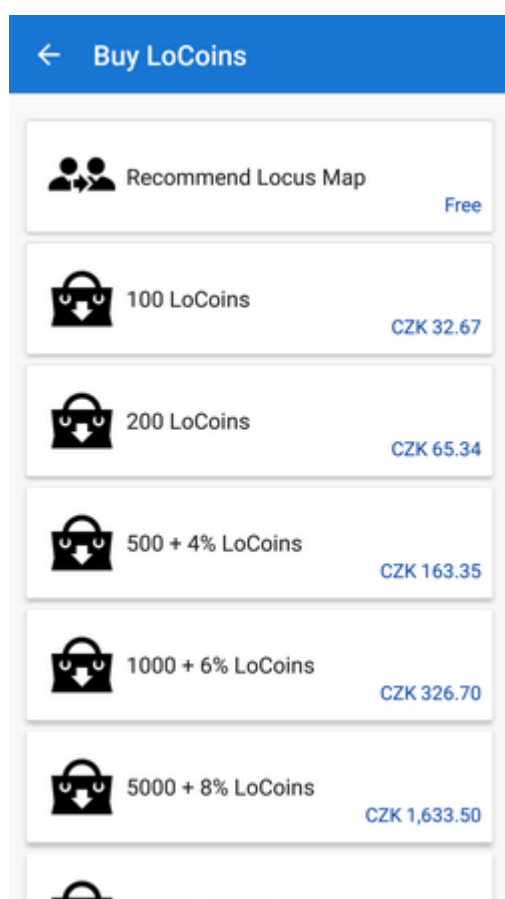 Buy LoCoins
Recommend Locus Map
Free
100 LoCoins
CZK 32.67
200 LoCoins
CZK 65.34
500 + 4% LoCoins
CZK 163.35
1000 + 6% LoCoins
CZK 326.70
5000 + 8% LoCoins
CZK 1,633.50